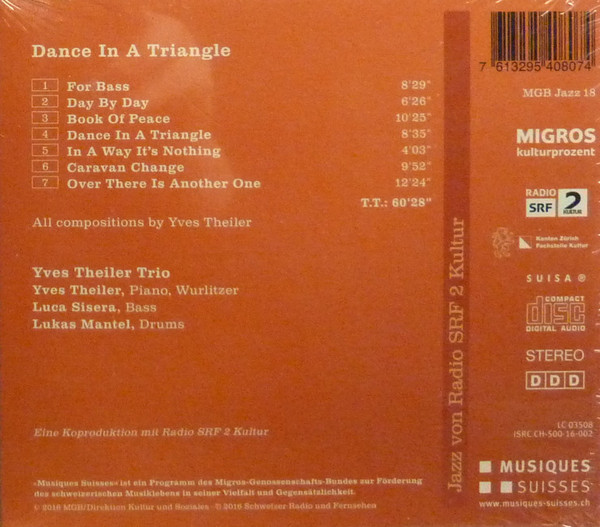 Dance In A Triangle
1 For Bass 8'29"
2 Day By Day 6'26"
3 Book Of Peace 10'25"
4 Dance In A Triangle 8'35"
5 In A Way It's Nothing 4'03"
6 Caravan Change 9'52"
7 Over There Is Another One 12'24"
T.T.: 60'28"
All compositions by Yves Theiler
Yves Theiler Trio
Yves Theiler, Piano, Wurlitzer
Luca Sisera, Bass
Lukas Mantel, Drums
Eine Koproduktion mit Radio SRF 2 Kultur
«Musiques Suisses» ist ein Programm des Migros-Genossenschafts-Bundes zur Förderung
des schweizerischen Musiklebens in seiner Vielfalt und Gegensätzlichkeit.
℗ 2016 MGB/Direktion Kultur und Soziales © 2016 Schweizer Radio und Fernsehen
Jazz von Radio SRF 2 Kultur
7 613295 408074
MGB Jazz 18
MIGROS
kulturprozent
RADIO
SRF 2
KULTUR
Kanton Zürich
Fachstelle Kultur
SUISA ®
COMPACT
disc
DIGITAL AUDIO
STEREO
DDD
LC 03508
ISRC CH-500-16-002
MUSIQUES
SUISSES
www.musiques-suisses.ch